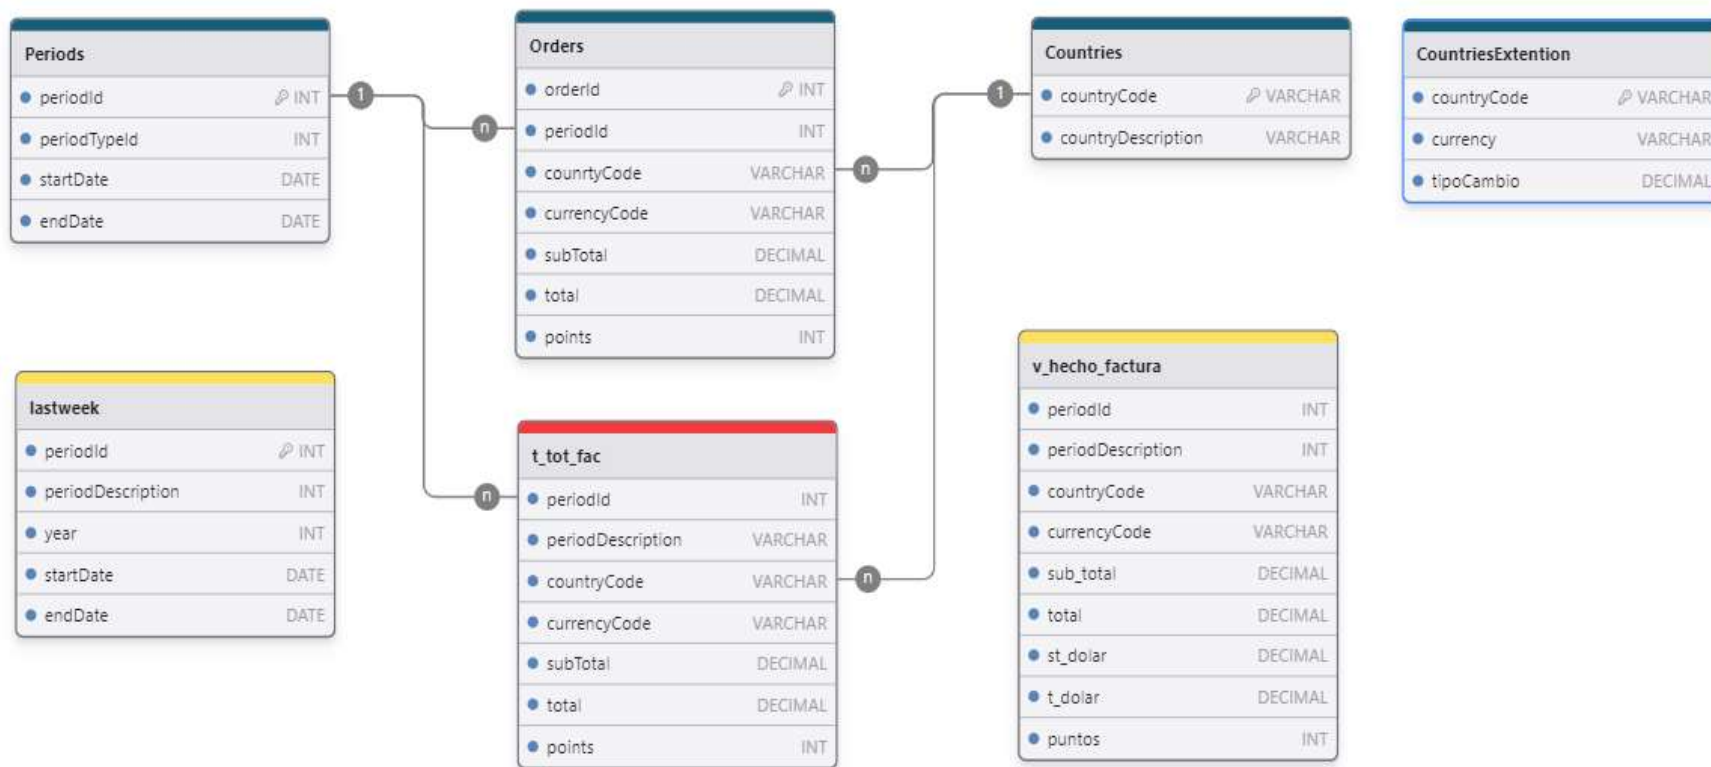 Periods
periodId INT
periodTypeId INT
startDate DATE
endDate DATE
1
n
Orders
orderId INT
periodId INT
counrtyCode VARCHAR
currencyCode VARCHAR
subTotal DECIMAL
total DECIMAL
points INT
n
1
Countries
countryCode VARCHAR
countryDescription VARCHAR
CountriesExtention
countryCode VARCHAR
currency VARCHAR
tipoCambio DECIMAL
lastweek
periodId INT
periodDescription INT
year INT
startDate DATE
endDate DATE
n
t_tot_fac
periodId INT
periodDescription VARCHAR
countryCode VARCHAR
currencyCode VARCHAR
subTotal DECIMAL
total DECIMAL
points INT
n
v_hecho_factura
periodId INT
periodDescription INT
countryCode VARCHAR
currencyCode VARCHAR
sub_total DECIMAL
total DECIMAL
st_dolar DECIMAL
t_dolar DECIMAL
puntos INT